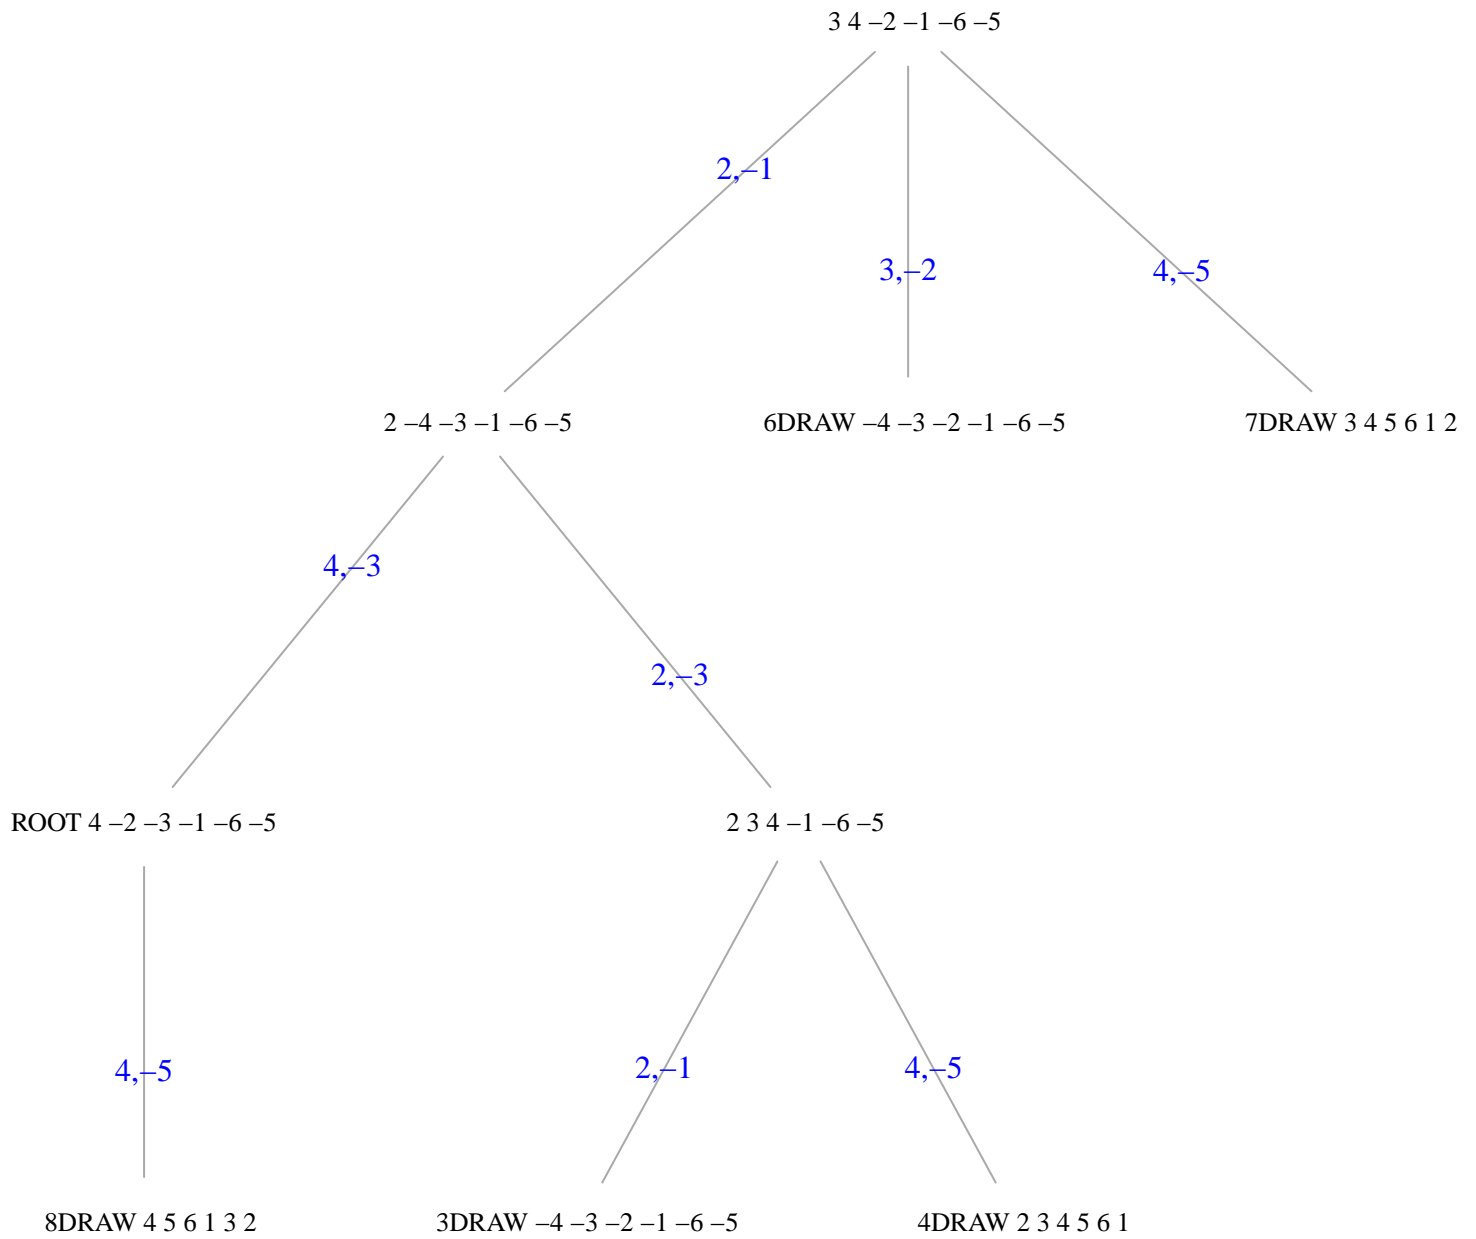 3 4 –2 –1 –6 –5
2,–1
3,–2
4,–5
2 –4 –3 –1 –6 –5
6DRAW –4 –3 –2 –1 –6 –5
7DRAW 3 4 5 6 1 2
4,–3
2,–3
ROOT 4 –2 –3 –1 –6 –5
2 3 4 –1 –6 –5
4,–5
2,–1
4,–5
8DRAW 4 5 6 1 3 2
3DRAW –4 –3 –2 –1 –6 –5
4DRAW 2 3 4 5 6 1